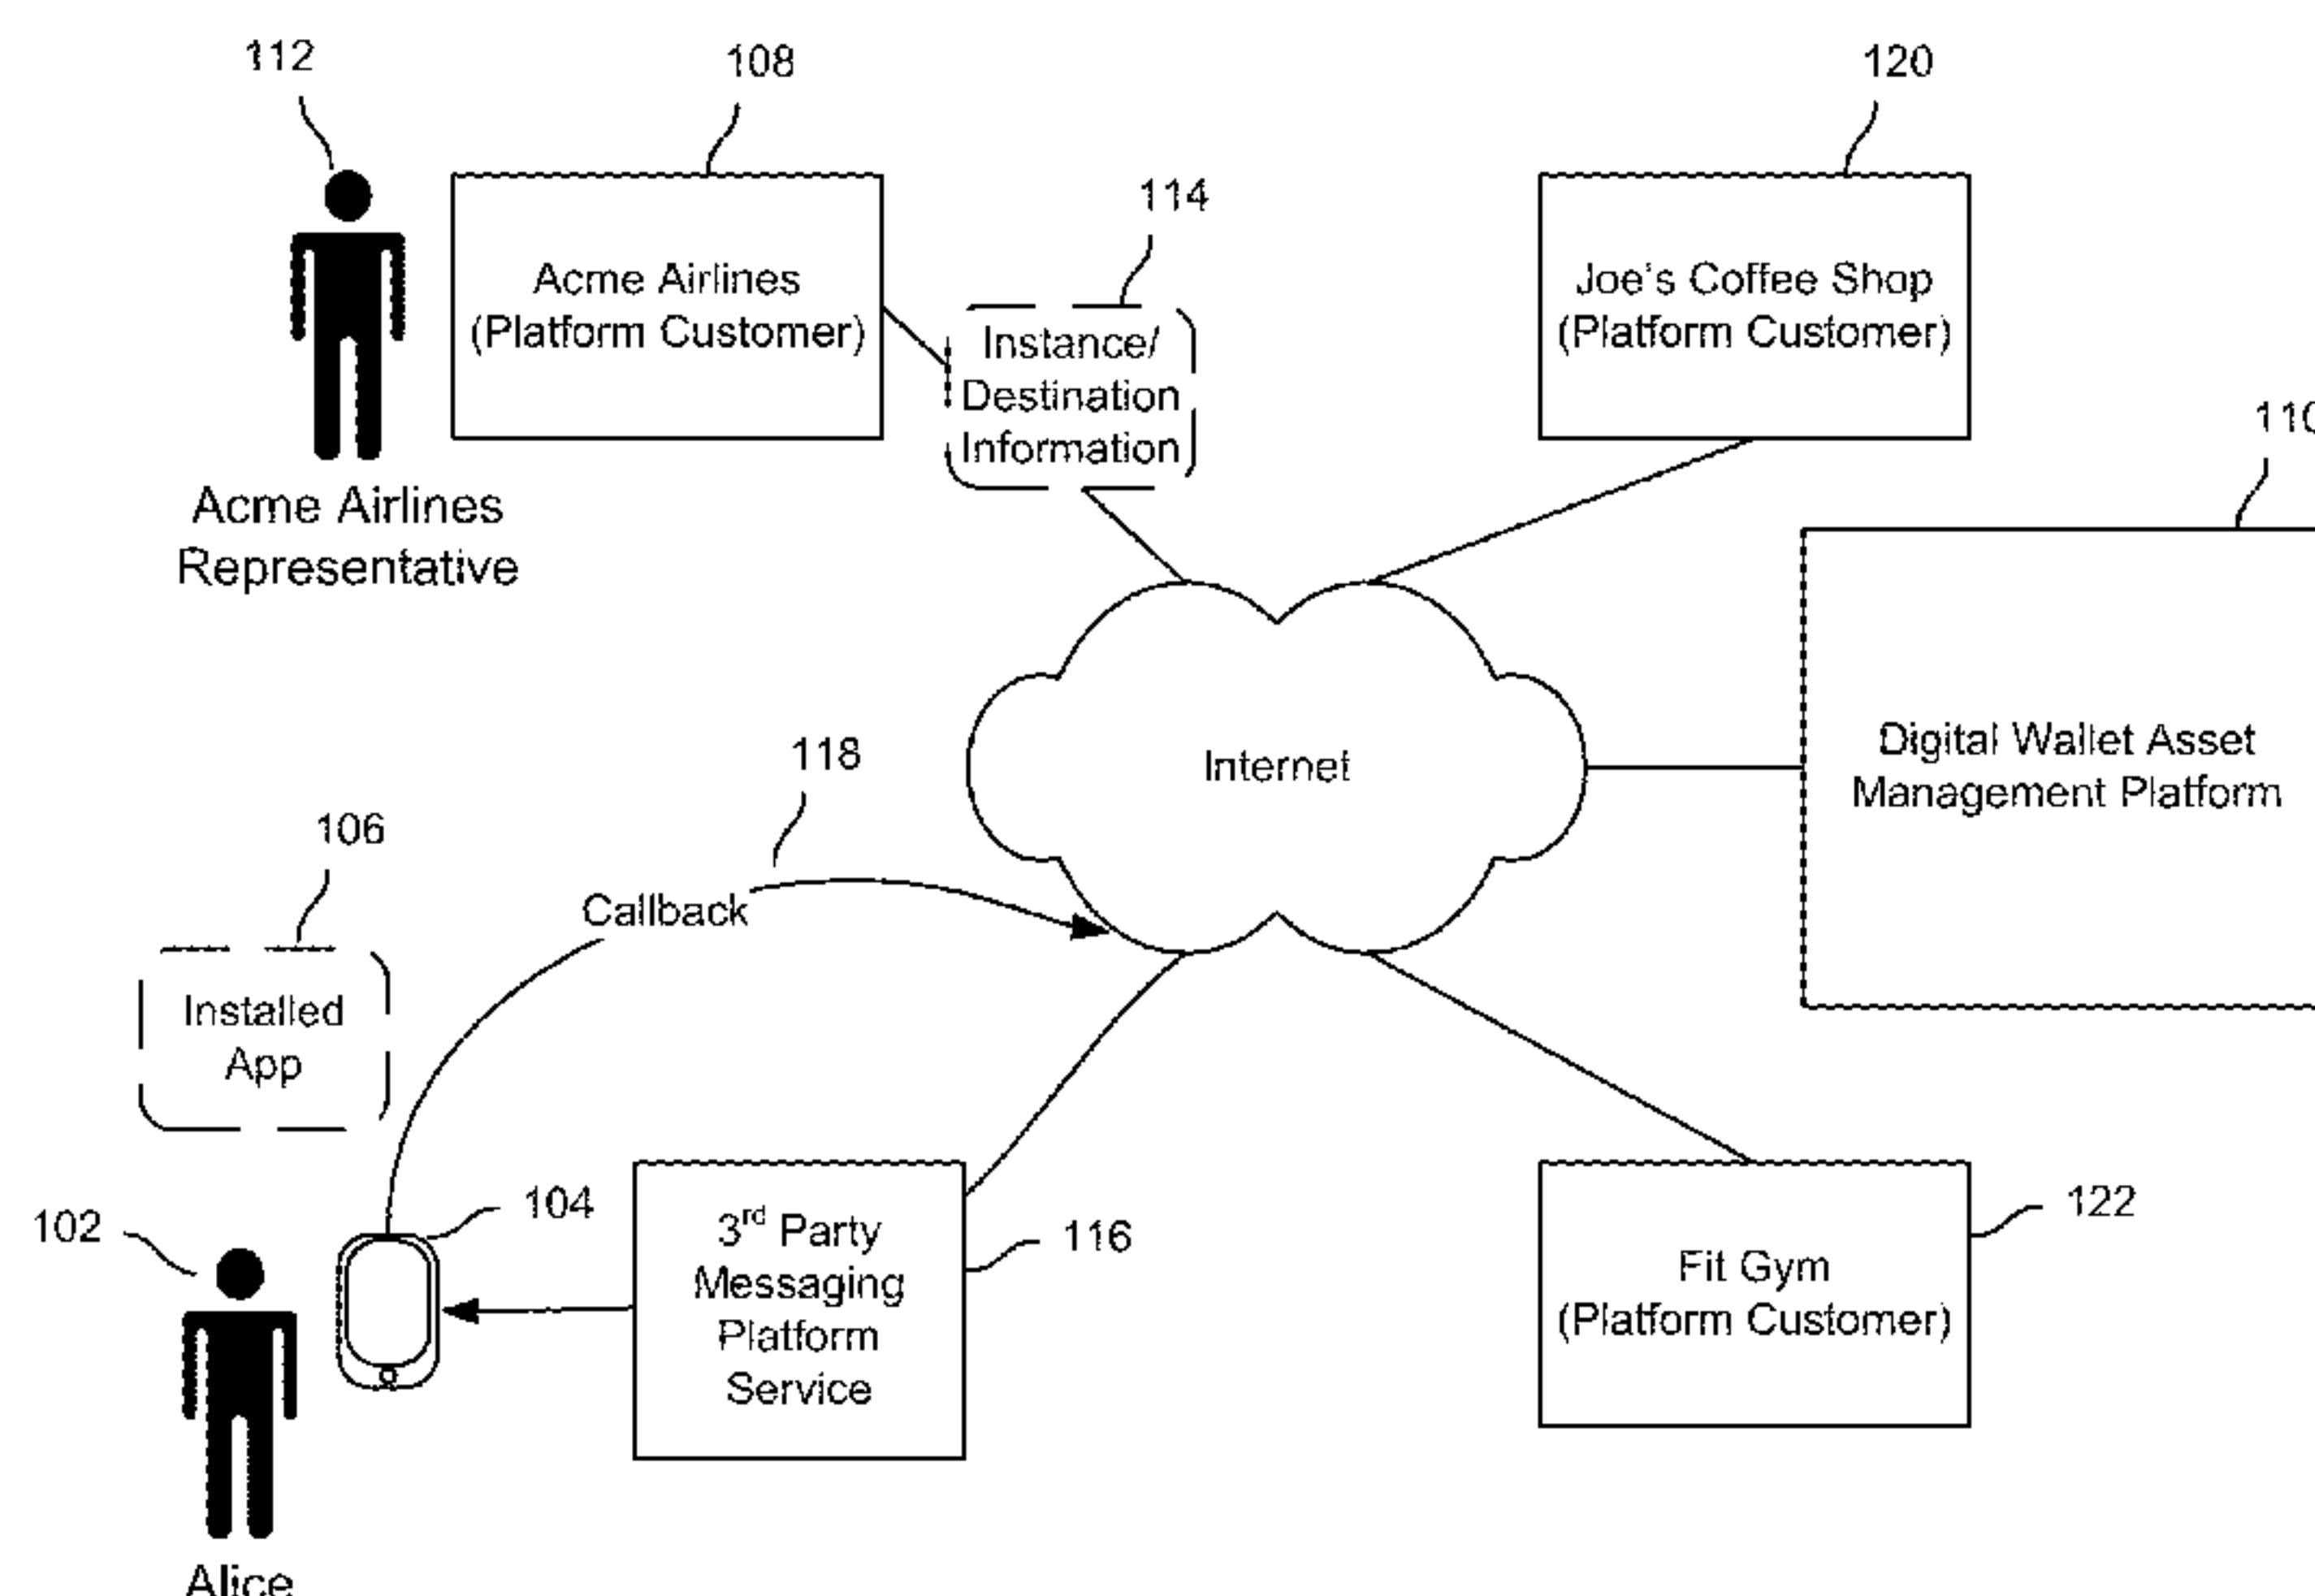 112
108
120
114
Acme Airlines
(Platform Customer)
Instance/
Destination
Information
Joe's Coffee Shop
(Platform Customer)
110
Acme Airlines
Representative
Internet
Digital Wallet Asset
Management Platform
118
106
Callback
Installed
App
102
104
3rd Party
Messaging
Platform
Service
116
Fit Gym
(Platform Customer)
122
Alice